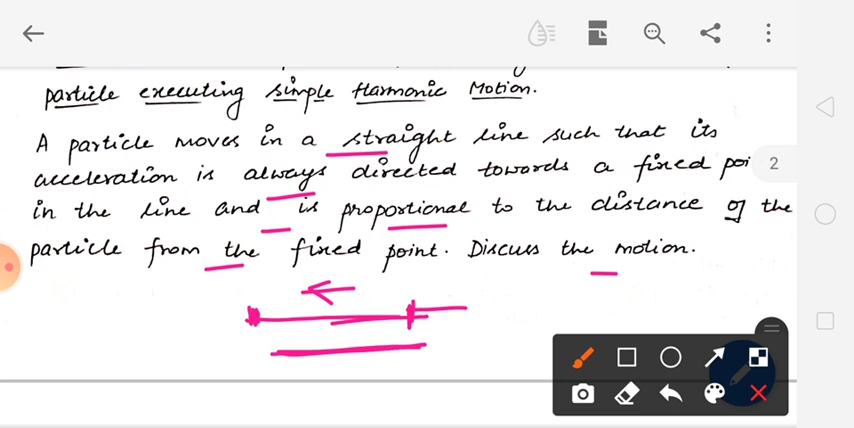 particle executing simple Harmonic Motion.
A particle moves in a straight line such that its
acceleration is always directed towards a fixed poi 2
in the line and is proportional to the distance of the
particle from the fixed point. Discuss the motion.